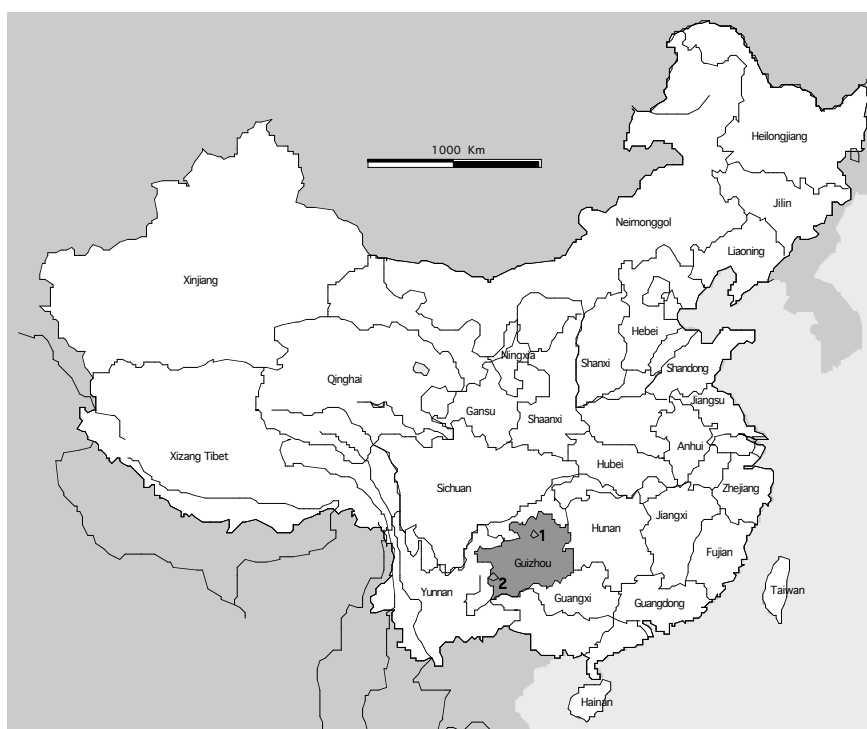 Heilongjiang
1000 Km
Jilin
Neimonggol
Liaoning
Xinjiang
Hebei
Ningxia
Shanxi
Shandong
Qinghai
Jiangsu
Gansu
Shaanxi
Anhui
Xizang Tibet
Hubei
Sichuan
Zhejiang
Jiangxi
Hunan
1
Fujian
Guizhou
2
Yunnan
Taiwan
Guangxi
Guangdong
Hainan